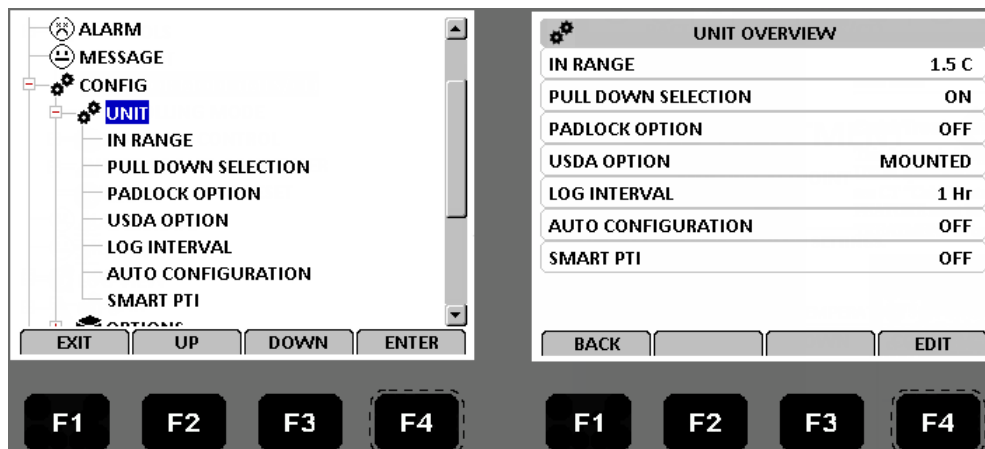 ALARM
MESSAGE
CONFIG
UNIT
IN RANGE
PULL DOWN SELECTION
PADLOCK OPTION
USDA OPTION
LOG INTERVAL
AUTO CONFIGURATION
SMART PTI
OPTIONS
EXIT UP DOWN ENTER
F1 F2 F3 F4
UNIT OVERVIEW
IN RANGE 1.5 C
PULL DOWN SELECTION ON
PADLOCK OPTION OFF
USDA OPTION MOUNTED
LOG INTERVAL 1 Hr
AUTO CONFIGURATION OFF
SMART PTI OFF
BACK EDIT
F1 F2 F3 F4